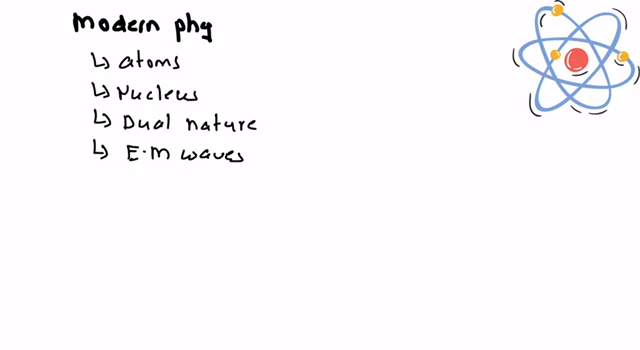 Modern phy
↳ atoms
↳ Nucleus
↳ Dual nature
↳ E.M waves